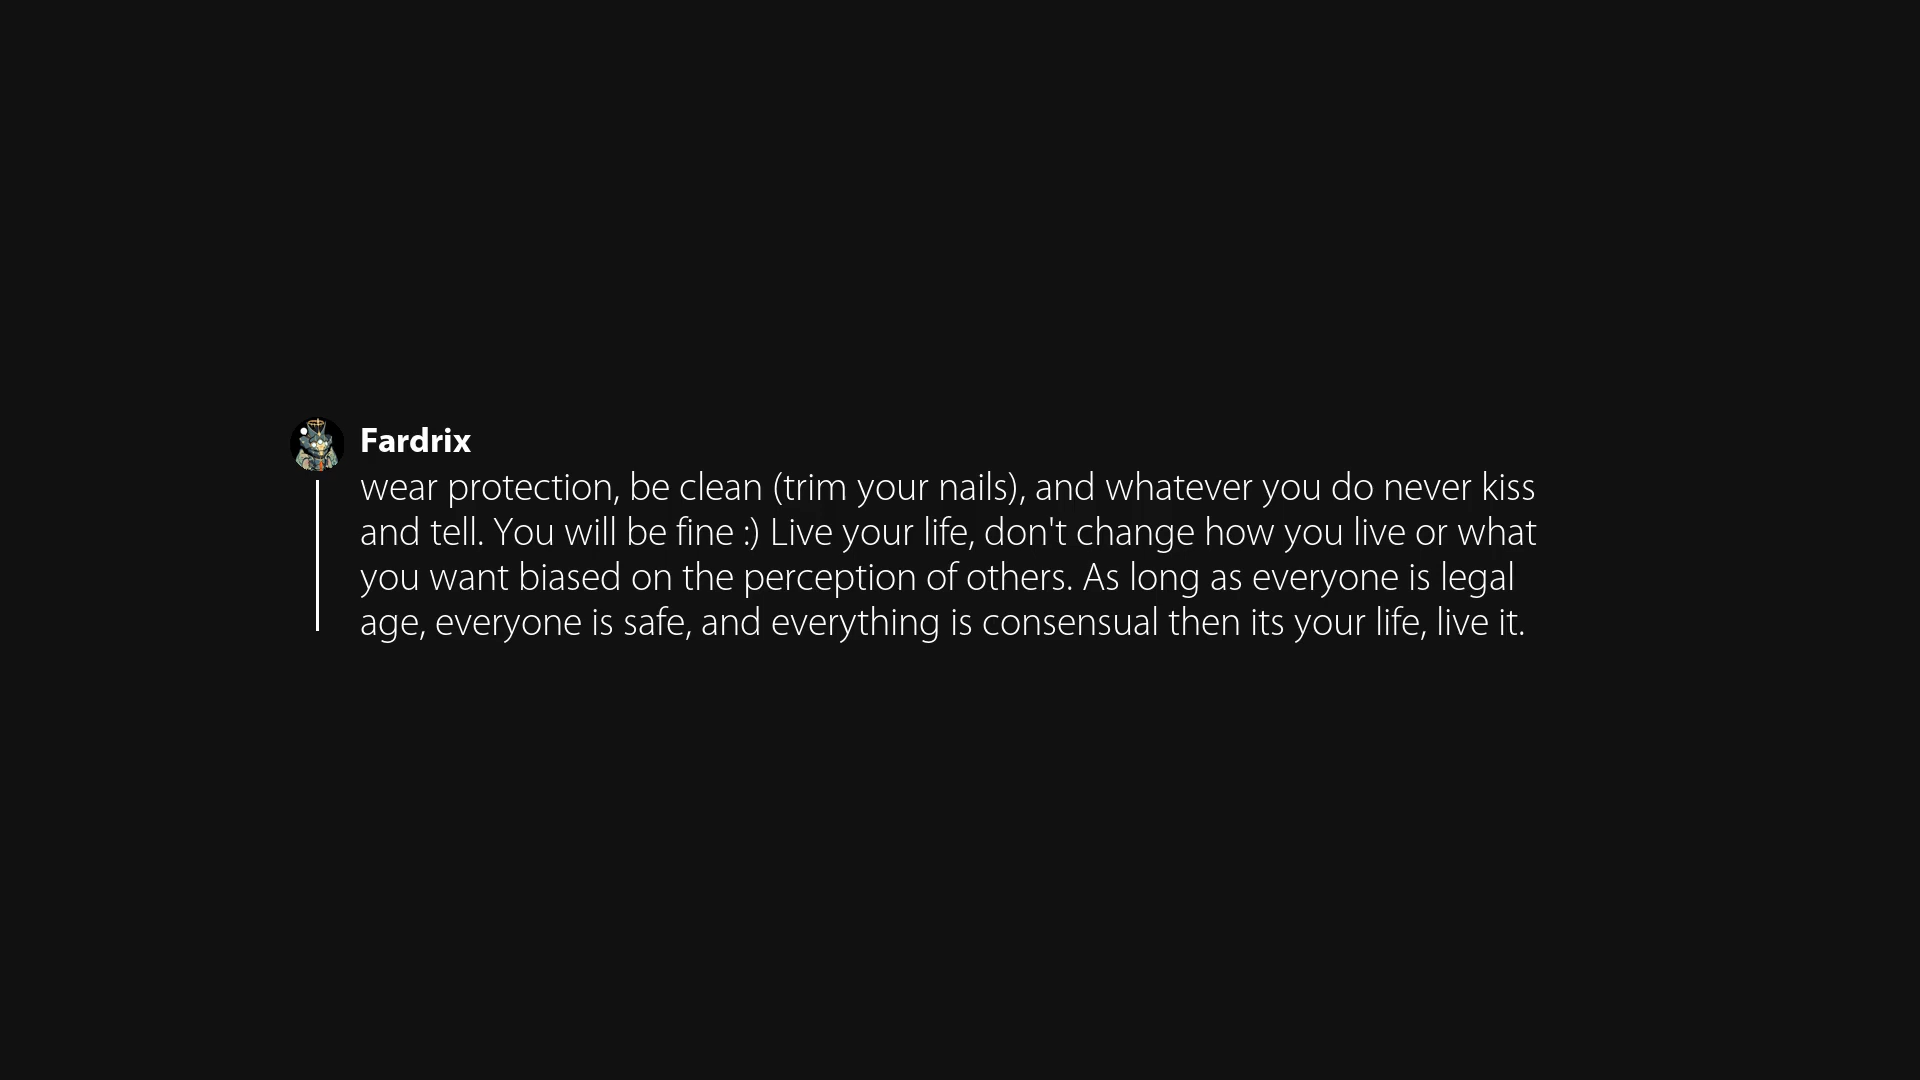 Fardrix
wear protection, be clean (trim your nails), and whatever you do never kiss
and tell. You will be fine :) Live your life, don't change how you live or what
you want biased on the perception of others. As long as everyone is legal
age, everyone is safe, and everything is consensual then its your life, live it.